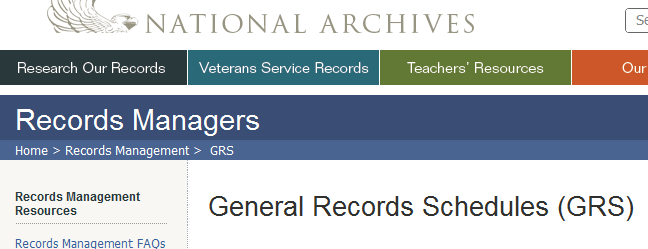 NATIONAL ARCHIVES
Se
Research Our Records
Veterans Service Records
Teachers' Resources
Our
Records Managers
Home > Records Management > GRS
Records Management
Resources
General Records Schedules (GRS)
Records Management FAQs